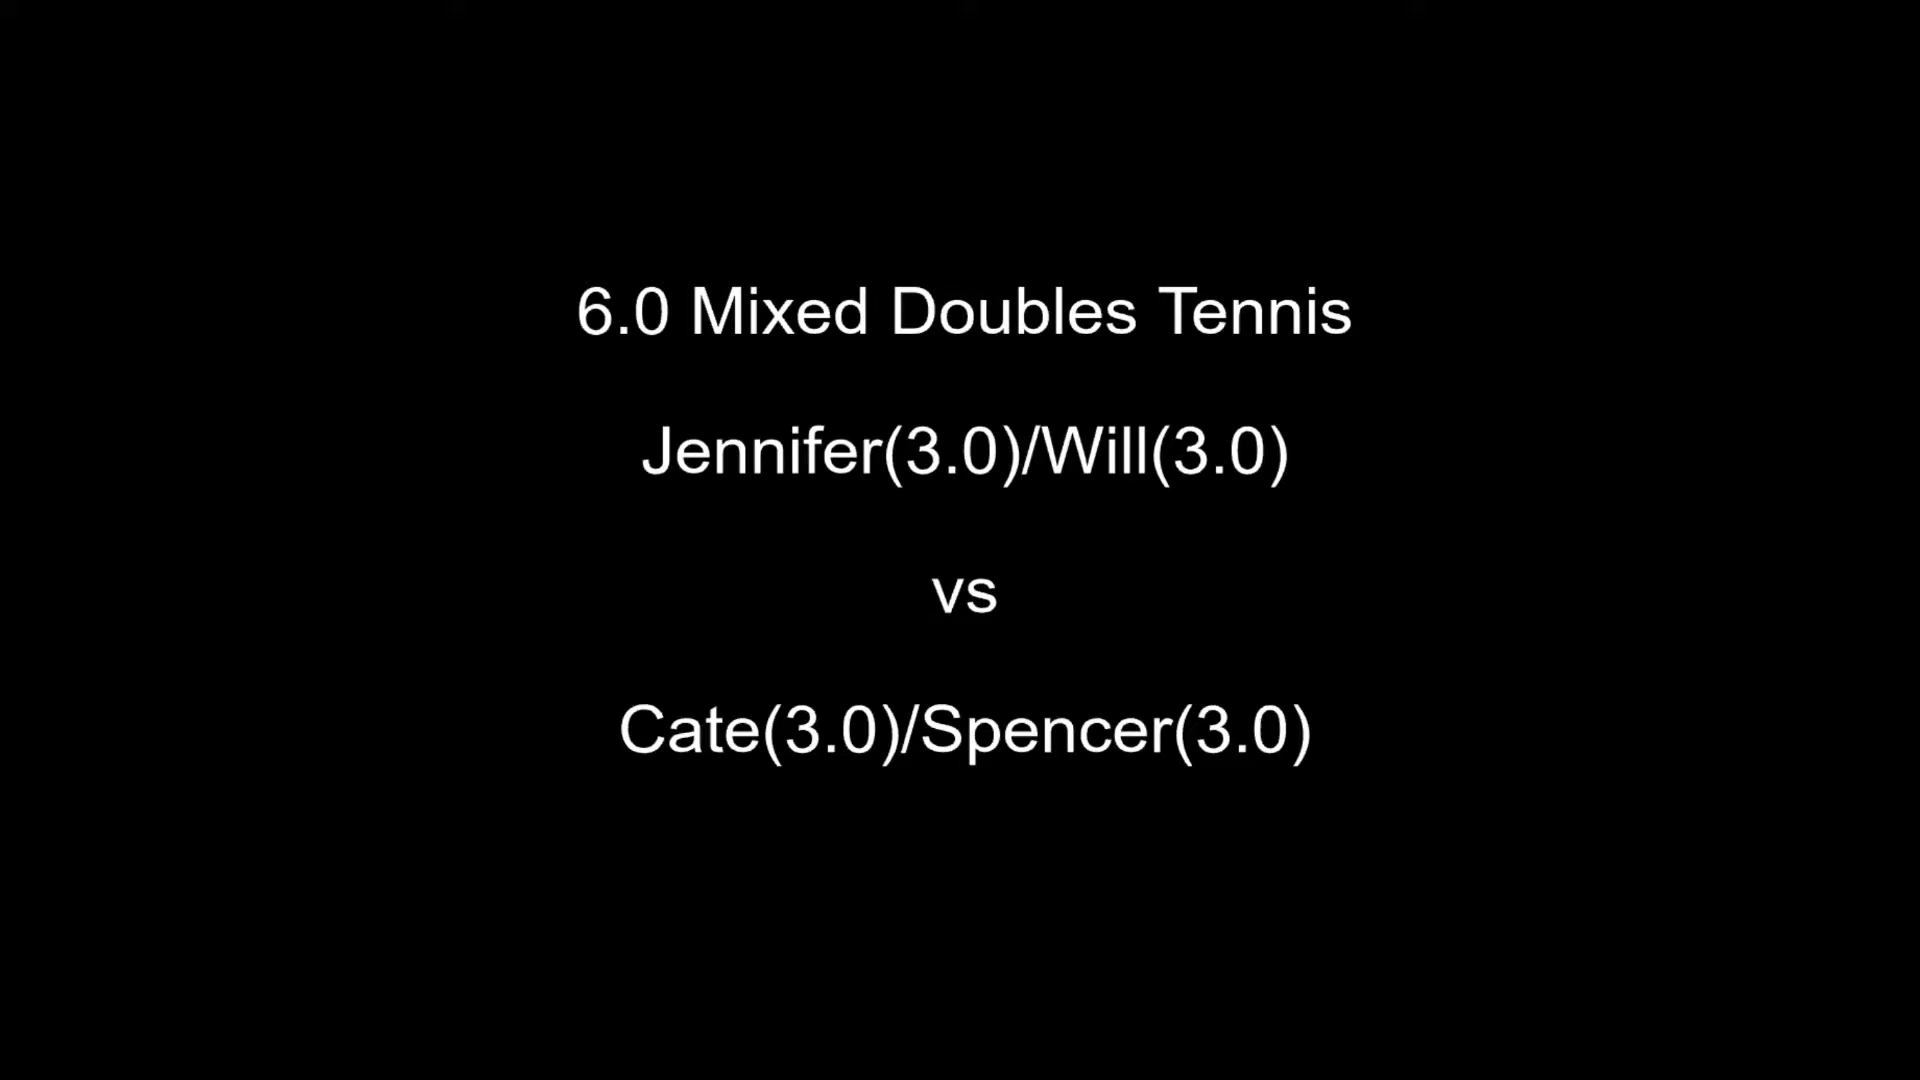 6.0 Mixed Doubles Tennis
Jennifer(3.0)/Will(3.0)
vs
Cate(3.0)/Spencer(3.0)